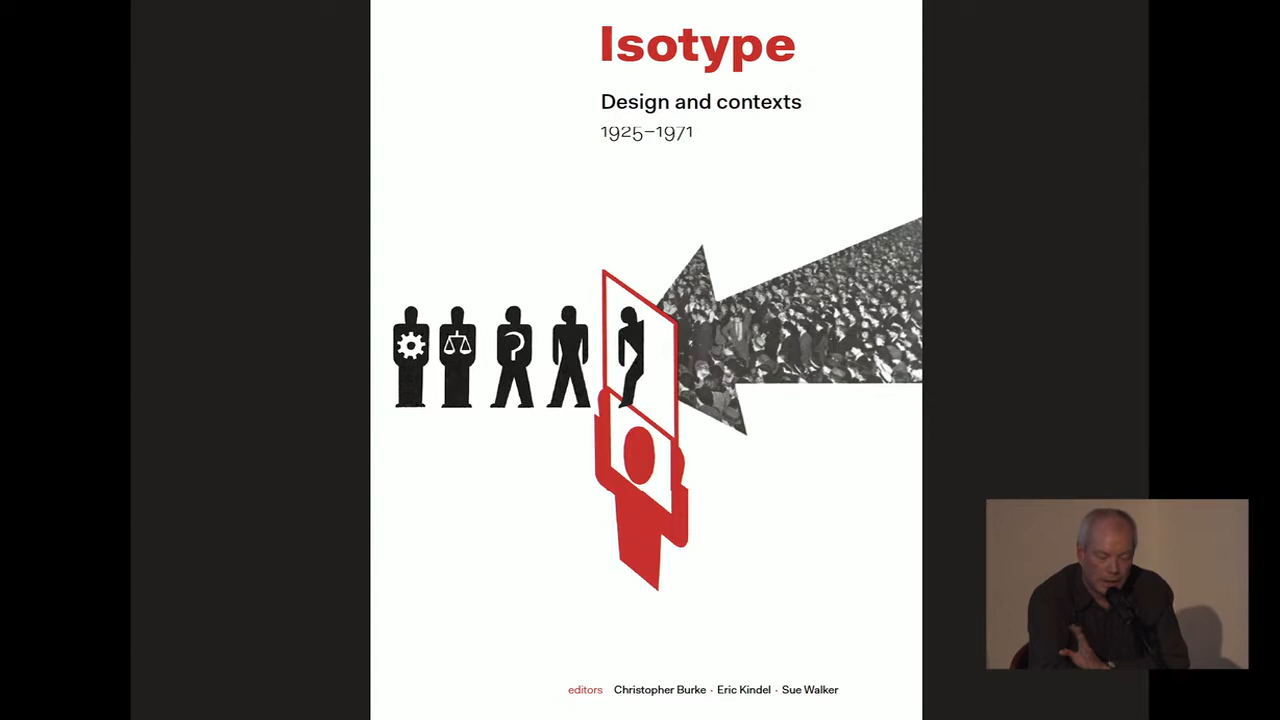 Isotype
Design and contexts
1925–1971
?
editors Christopher Burke · Eric Kindel · Sue Walker